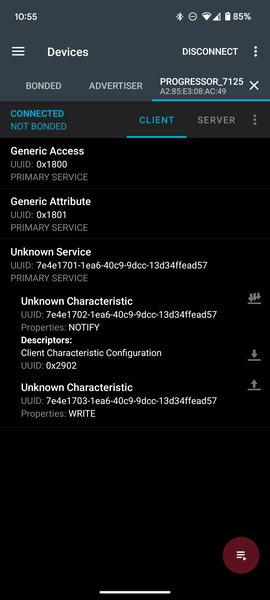 10:55
85%
Devices
DISCONNECT
BONDED
ADVERTISER
PROGRESSOR_7125
A2:85:E3:08:AC:49
CONNECTED
NOT BONDED
CLIENT
SERVER
Generic Access
UUID: 0x1800
PRIMARY SERVICE
Generic Attribute
UUID: 0x1801
PRIMARY SERVICE
Unknown Service
UUID: 7e4e1701-1ea6-40c9-9dcc-13d34ffead57
PRIMARY SERVICE
Unknown Characteristic
UUID: 7e4e1702-1ea6-40c9-9dcc-13d34ffead57
Properties: NOTIFY
Descriptors:
Client Characteristic Configuration
UUID: 0x2902
Unknown Characteristic
UUID: 7e4e1703-1ea6-40c9-9dcc-13d34ffead57
Properties: WRITE